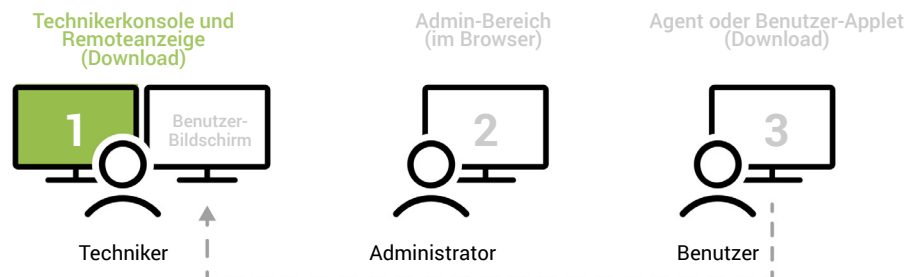 Technikerkonsole und
Remoteanzeige
(Download)
Admin-Bereich
(im Browser)
Agent oder Benutzer-Applet
(Download)
1
Benutzer-
Bildschirm
2
3
Techniker
Administrator
Benutzer